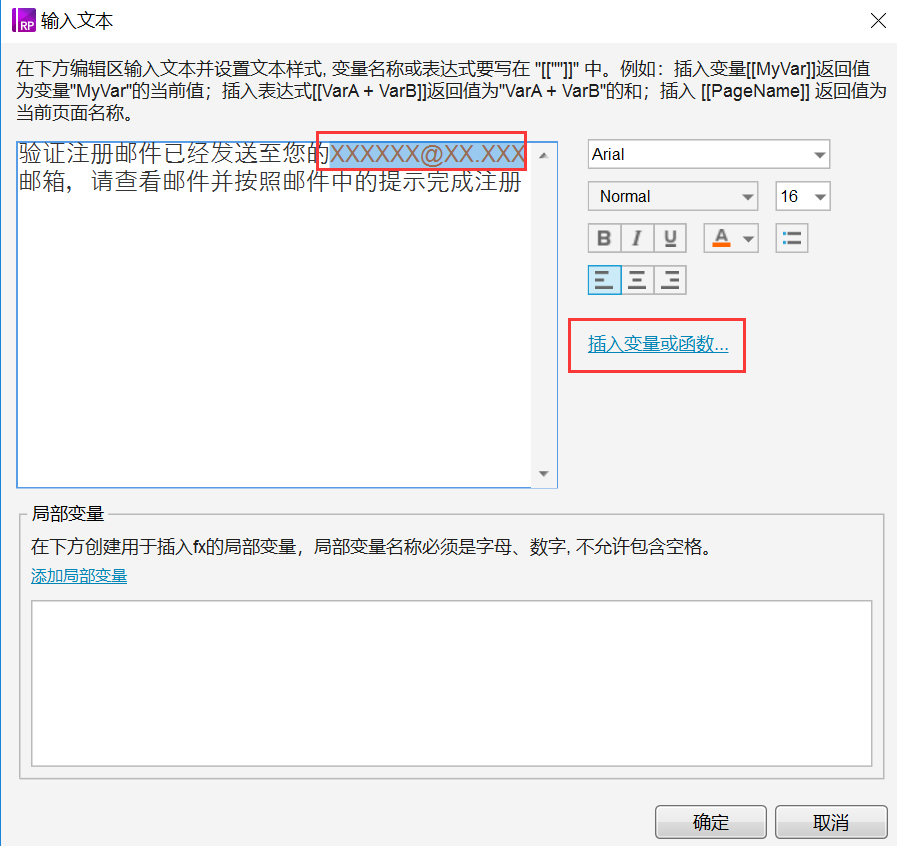 RP 输入文本
在下方编辑区输入文本并设置文本样式, 变量名称或表达式要写在 "[[""]]" 中。例如：插入变量[[MyVar]]返回值
为变量"MyVar"的当前值；插入表达式[[VarA + VarB]]返回值为"VarA + VarB"的和；插入 [[PageName]] 返回值为
当前页面名称。
验证注册邮件已经发送至您的XXXXXX@XX.XXX
邮箱，请查看邮件并按照邮件中的提示完成注册
Arial
Normal 16
B I U A
插入变量或函数...
局部变量
在下方创建用于插入fx的局部变量，局部变量名称必须是字母、数字, 不允许包含空格。
添加局部变量
确定 取消